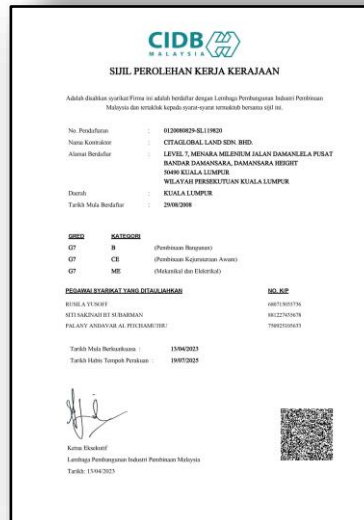 CIDB
MALAYSIA
SIJIL PEROLEHAN KERJA KERAJAAN
Adalah disahkan syarikat/Firma ini adalah berdaftar dengan Lembaga Pembangunan Industri Pembinaan
Malaysia dan tertakluk kepada syarat-syarat termaktub bersama sijil ini.
No. Pendaftaran : 0120080829-SL119820
Nama Kontraktor : CITAGLOBAL LAND SDN. BHD.
Alamat Berdaftar : LEVEL 7, MENARA MILENIUM JALAN DAMANLELA PUSAT
BANDAR DAMANSARA, DAMANSARA HEIGHT
50490 KUALA LUMPUR
WILAYAH PERSEKUTUAN KUALA LUMPUR
Daerah : KUALA LUMPUR
Tarikh Mula Berdaftar : 29/08/2008
GRED KATEGORI
G7 B (Pembinaan Bangunan)
G7 CE (Pembinaan Kejuruteraan Awam)
G7 ME (Mekanikal dan Elektrikal)
PEGAWAI SYARIKAT YANG DITAULIAHKAN NO. K/P
RUSILA YUSOFF
SITI SAKINAH BT SUBARMAN
PALANY ANDAVAR AL PITCHAMUTHU
Tarikh Mula Berkuatkuasa : 13/04/2023
Tarikh Habis Tempoh Perakuan : 19/07/2025
Ketua Eksekutif
Lembaga Pembangunan Industri Pembinaan Malaysia
Tarikh: 13/04/2023